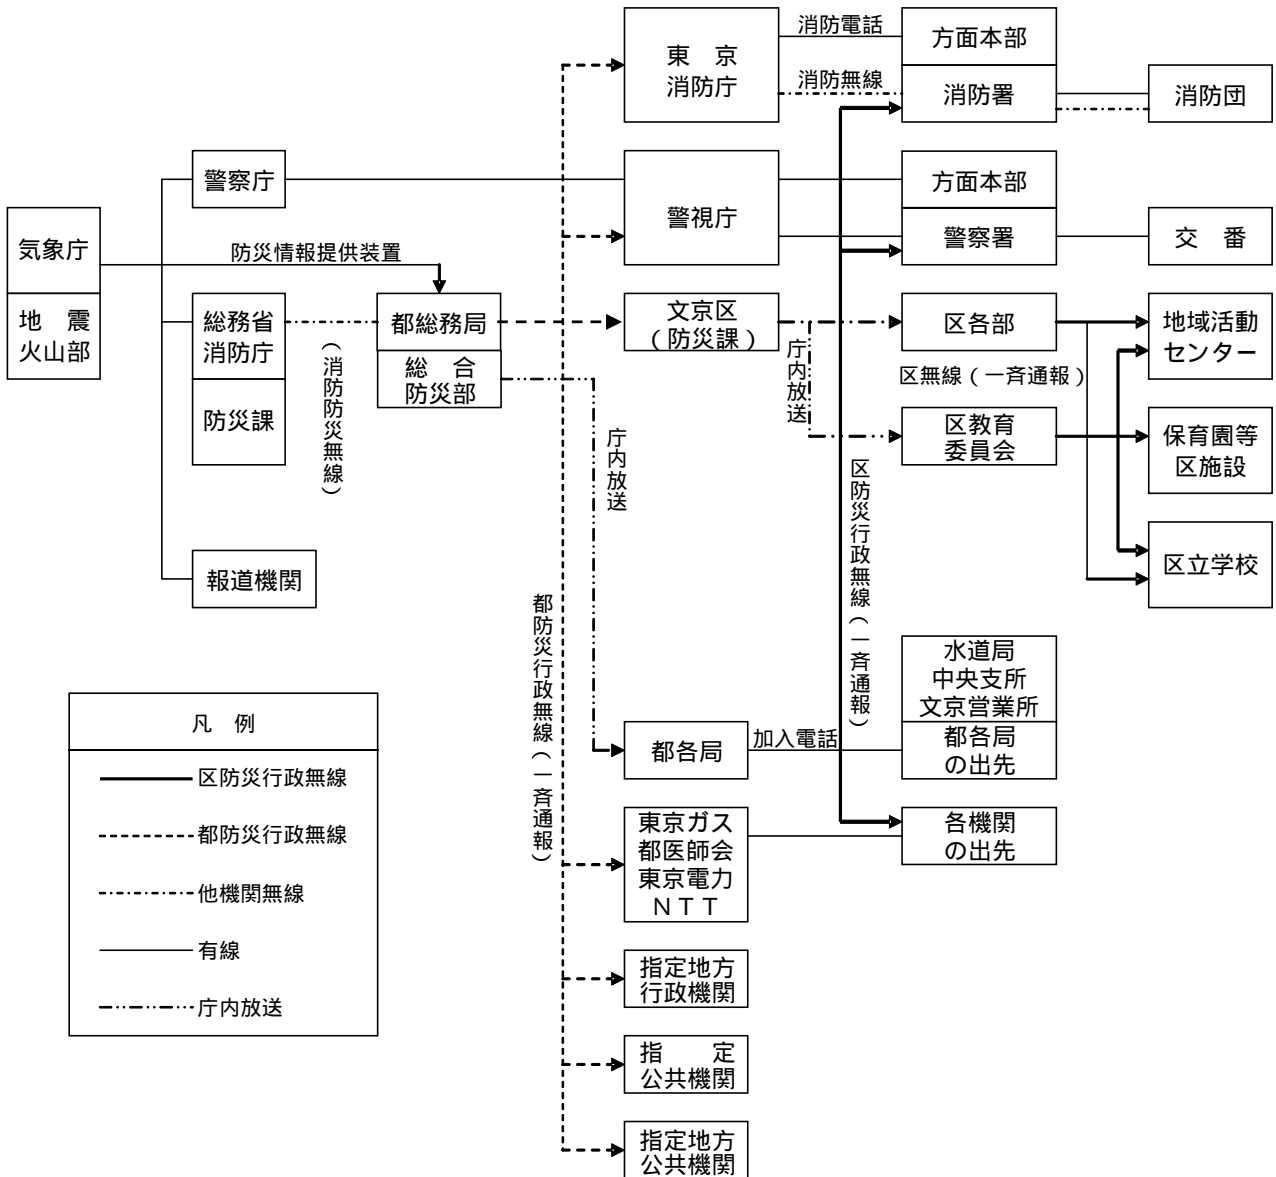 消防電話
東　京
消防庁
方面本部
消防無線
消防署
消防団
警察庁
警視庁
方面本部
警察署
交　番
気象庁
地　震
火山部
防災情報提供装置
総務省
消防庁
防災課
（消防防災無線）
都総務局
総　合
防災部
文京区
（防災課）
庁内放送
区各部
地域活動
センター
区無線（一斉通報）
区教育
委員会
保育園等
区施設
区立学校
庁内放送
区防災行政無線（一斉通報）
報道機関
都防災行政無線（一斉通報）
水道局
中央支所
文京営業所
都各局
の出先
都各局
加入電話
東京ガス
都医師会
東京電力
ＮＴＴ
各機関
の出先
指定地方
行政機関
指　　定
公共機関
指定地方
公共機関
凡　例
区防災行政無線
都防災行政無線
他機関無線
有線
庁内放送